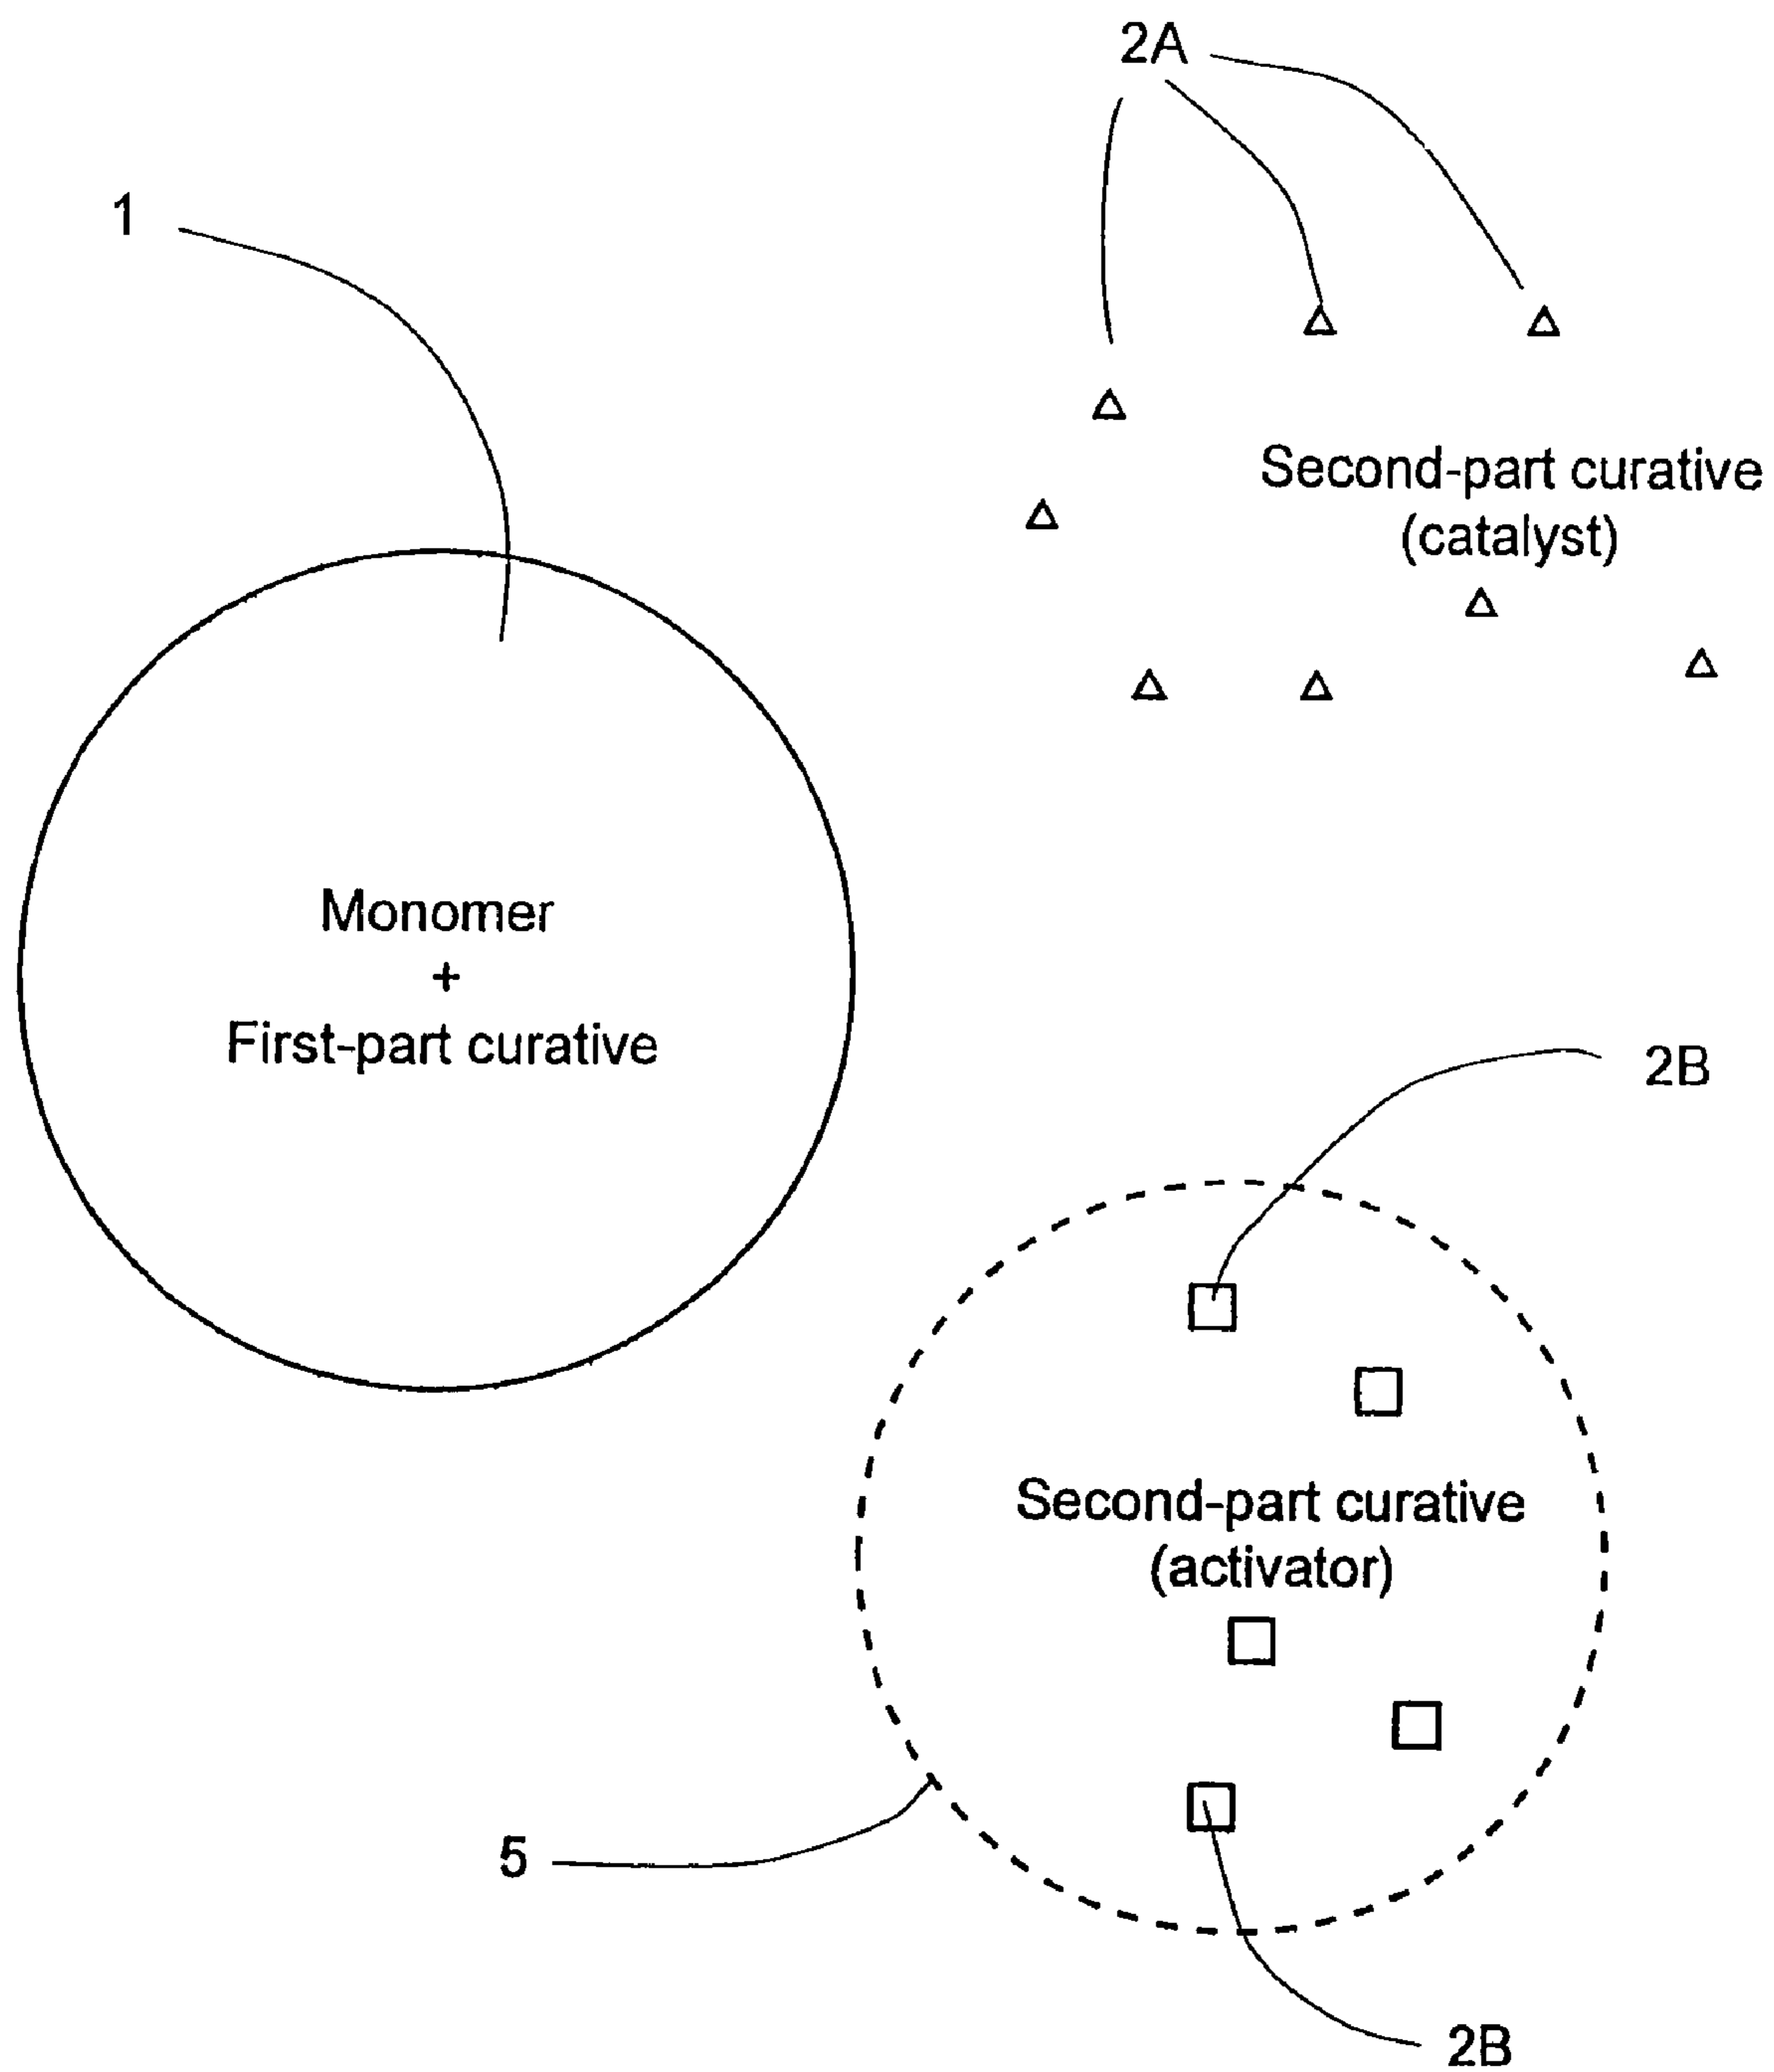 2A
1
Second-part curative
(catalyst)
Monomer
+
First-part curative
2B
Second-part curative
(activator)
5
2B